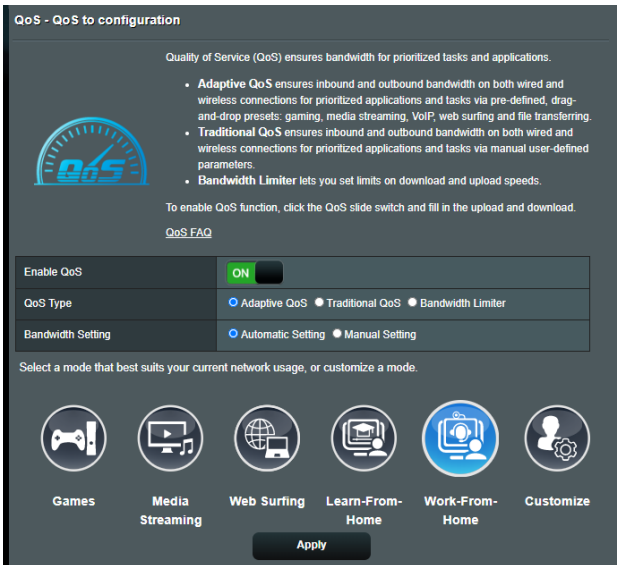 QoS - QoS to configuration
Quality of Service (QoS) ensures bandwidth for prioritized tasks and applications.
• Adaptive QoS ensures inbound and outbound bandwidth on both wired and
wireless connections for prioritized applications and tasks via pre-defined, drag-
and-drop presets: gaming, media streaming, VoIP, web surfing and file transferring.
• Traditional QoS ensures inbound and outbound bandwidth on both wired and
wireless connections for prioritized applications and tasks via manual user-defined
parameters.
• Bandwidth Limiter lets you set limits on download and upload speeds.
QoS
To enable QoS function, click the QoS slide switch and fill in the upload and download.
QoS FAQ
Enable QoS ON
QoS Type Adaptive QoS Traditional QoS Bandwidth Limiter
Bandwidth Setting Automatic Setting Manual Setting
Select a mode that best suits your current network usage, or customize a mode.
Games Media Web Surfing Learn-From- Work-From- Customize
Streaming Home Home
Apply